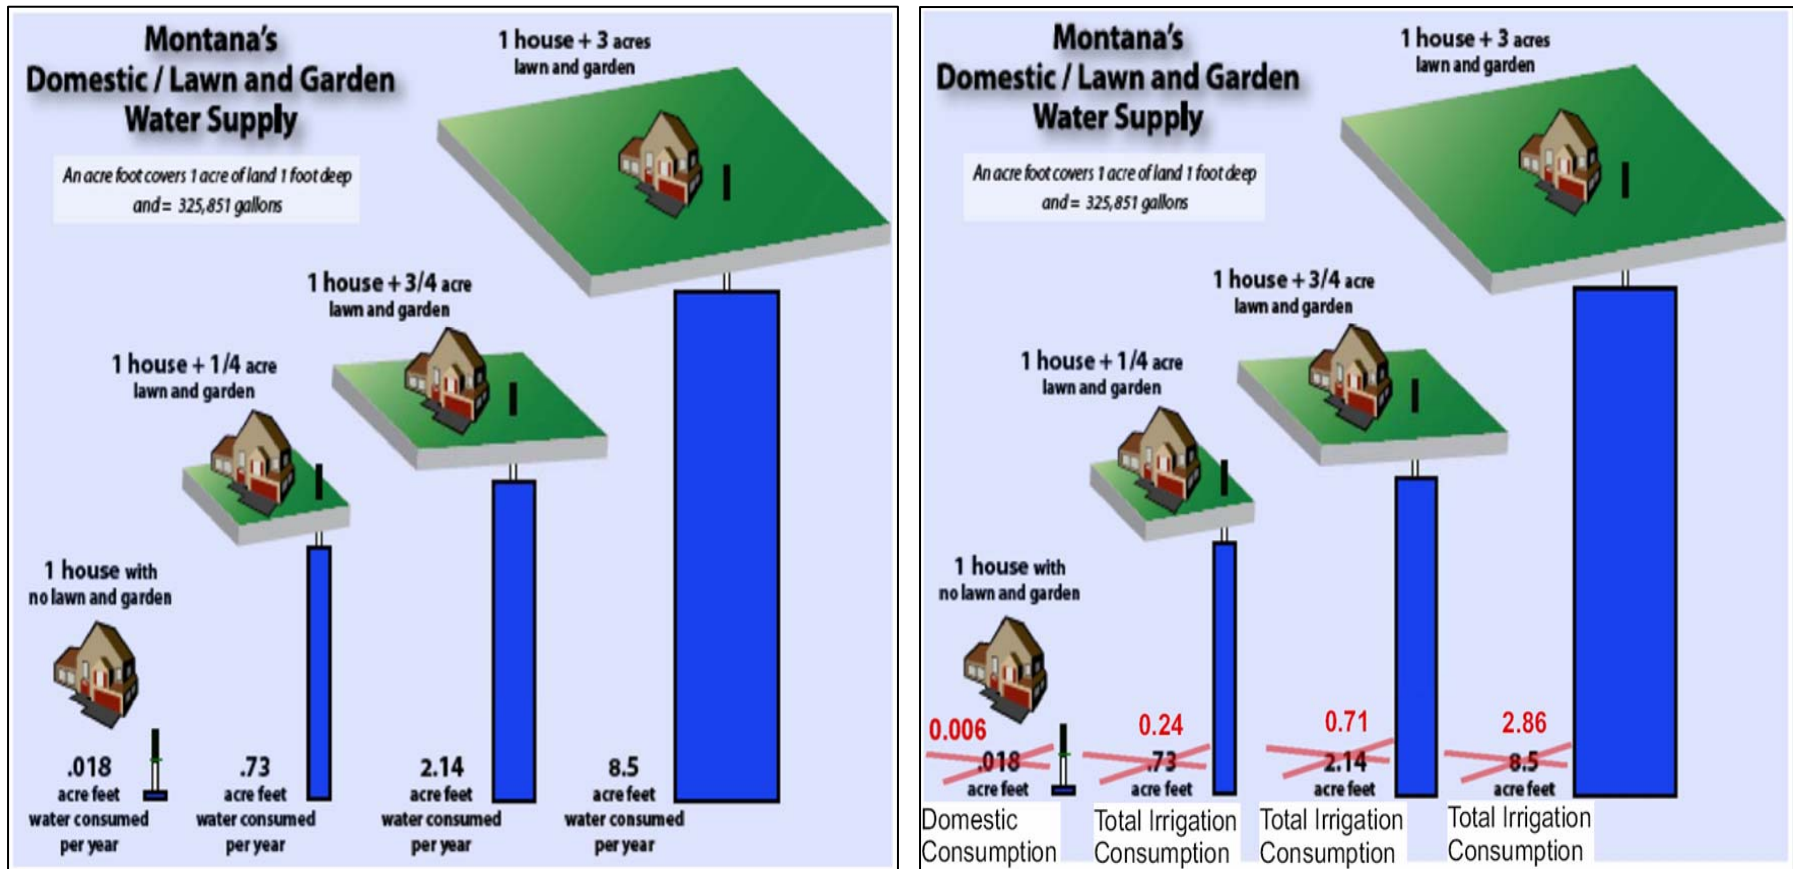 Montana's
Domestic / Lawn and Garden
Water Supply
An acre foot covers 1 acre of land 1 foot deep
and = 325,851 gallons
1 house + 3 acres
lawn and garden
1 house + 3/4 acre
lawn and garden
1 house + 1/4 acre
lawn and garden
1 house with
no lawn and garden
.018
acre feet
water consumed
per year
.73
acre feet
water consumed
per year
2.14
acre feet
water consumed
per year
8.5
acre feet
water consumed
per year
Montana's
Domestic / Lawn and Garden
Water Supply
An acre foot covers 1 acre of land 1 foot deep
and = 325,851 gallons
1 house + 3 acres
lawn and garden
1 house + 3/4 acre
lawn and garden
1 house + 1/4 acre
lawn and garden
1 house with
no lawn and garden
0.006
.018
acre feet
Domestic
Consumption
0.24
.73
acre feet
Total Irrigation
Consumption
0.71
2.14
acre feet
Total Irrigation
Consumption
2.86
8.5
acre feet
Total Irrigation
Consumption